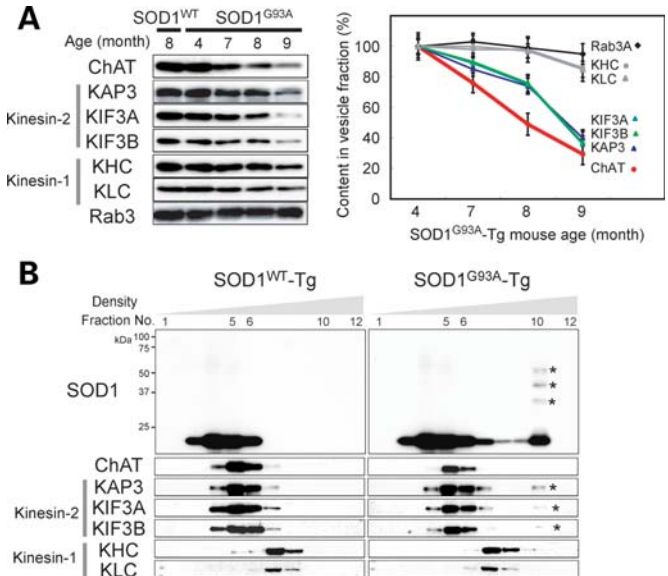 A
SOD1WT SOD1G93A
Age (month) 8 4 7 8 9
ChAT
KAP3
Kinesin-2 KIF3A
KIF3B
Kinesin-1 KHC
KLC
Rab3
Content in vesicle fraction (%)
100
80
60
40
20
0
4 7 8 9
SOD1G93A-Tg mouse age (month)
Rab3A
KHC
KLC
KIF3A
KIF3B
KAP3
ChAT
B
SOD1WT-Tg SOD1G93A-Tg
Density
Fraction No. 1 5 6 10 12 1 5 6 10 12
kDa 100
75
50
37
25
SOD1
*
*
*
ChAT
KAP3 *
Kinesin-2 KIF3A *
KIF3B *
Kinesin-1 KHC
KLC